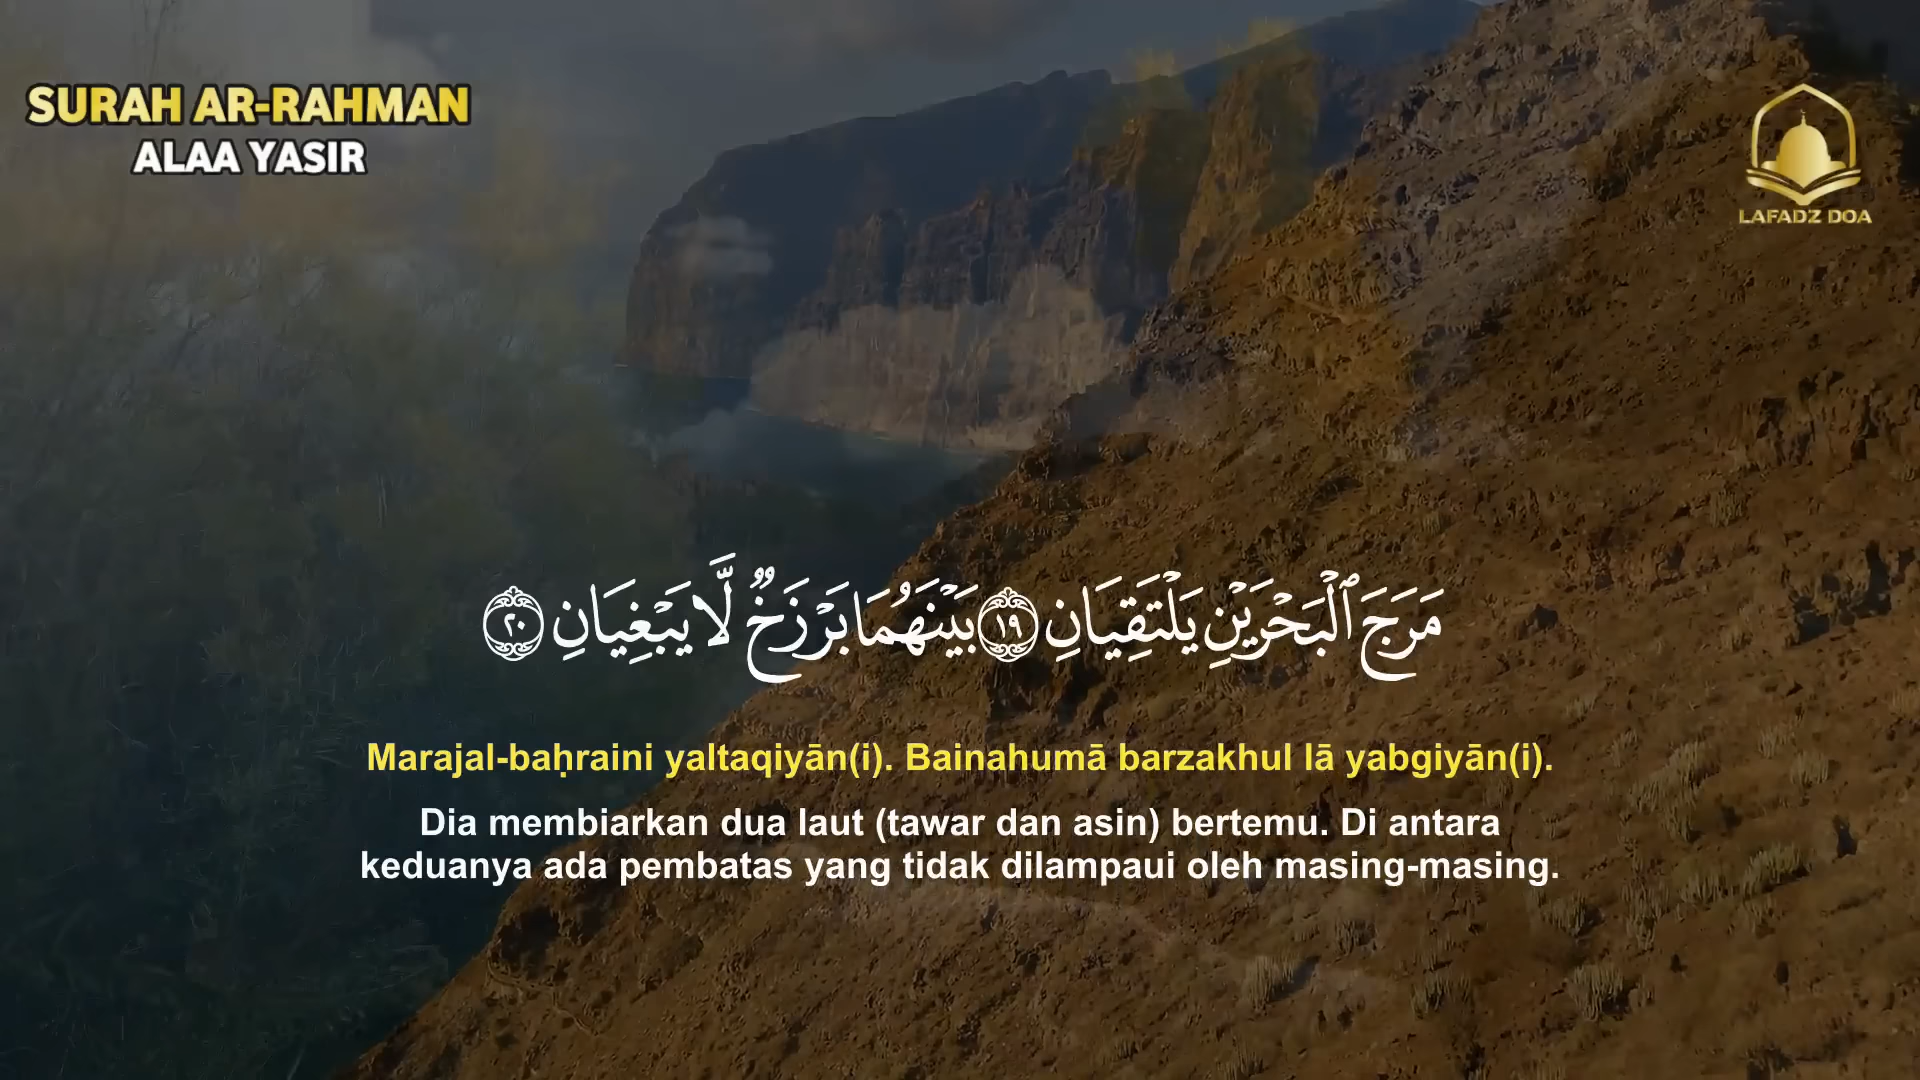 SURAH AR-RAHMAN
ALAA YASIR
LAFADZ DOA
مَرَجَ ٱلْبَحْرَيْنِ يَلْتَقِيَانِ ١٩ بَيْنَهُمَا بَرْزَخٌ لَّا يَبْغِيَانِ ٢٠
Marajal-baḥraini yaltaqiyān(i). Bainahumā barzakhul lā yabgiyān(i).
Dia membiarkan dua laut (tawar dan asin) bertemu. Di antara
keduanya ada pembatas yang tidak dilampaui oleh masing-masing.